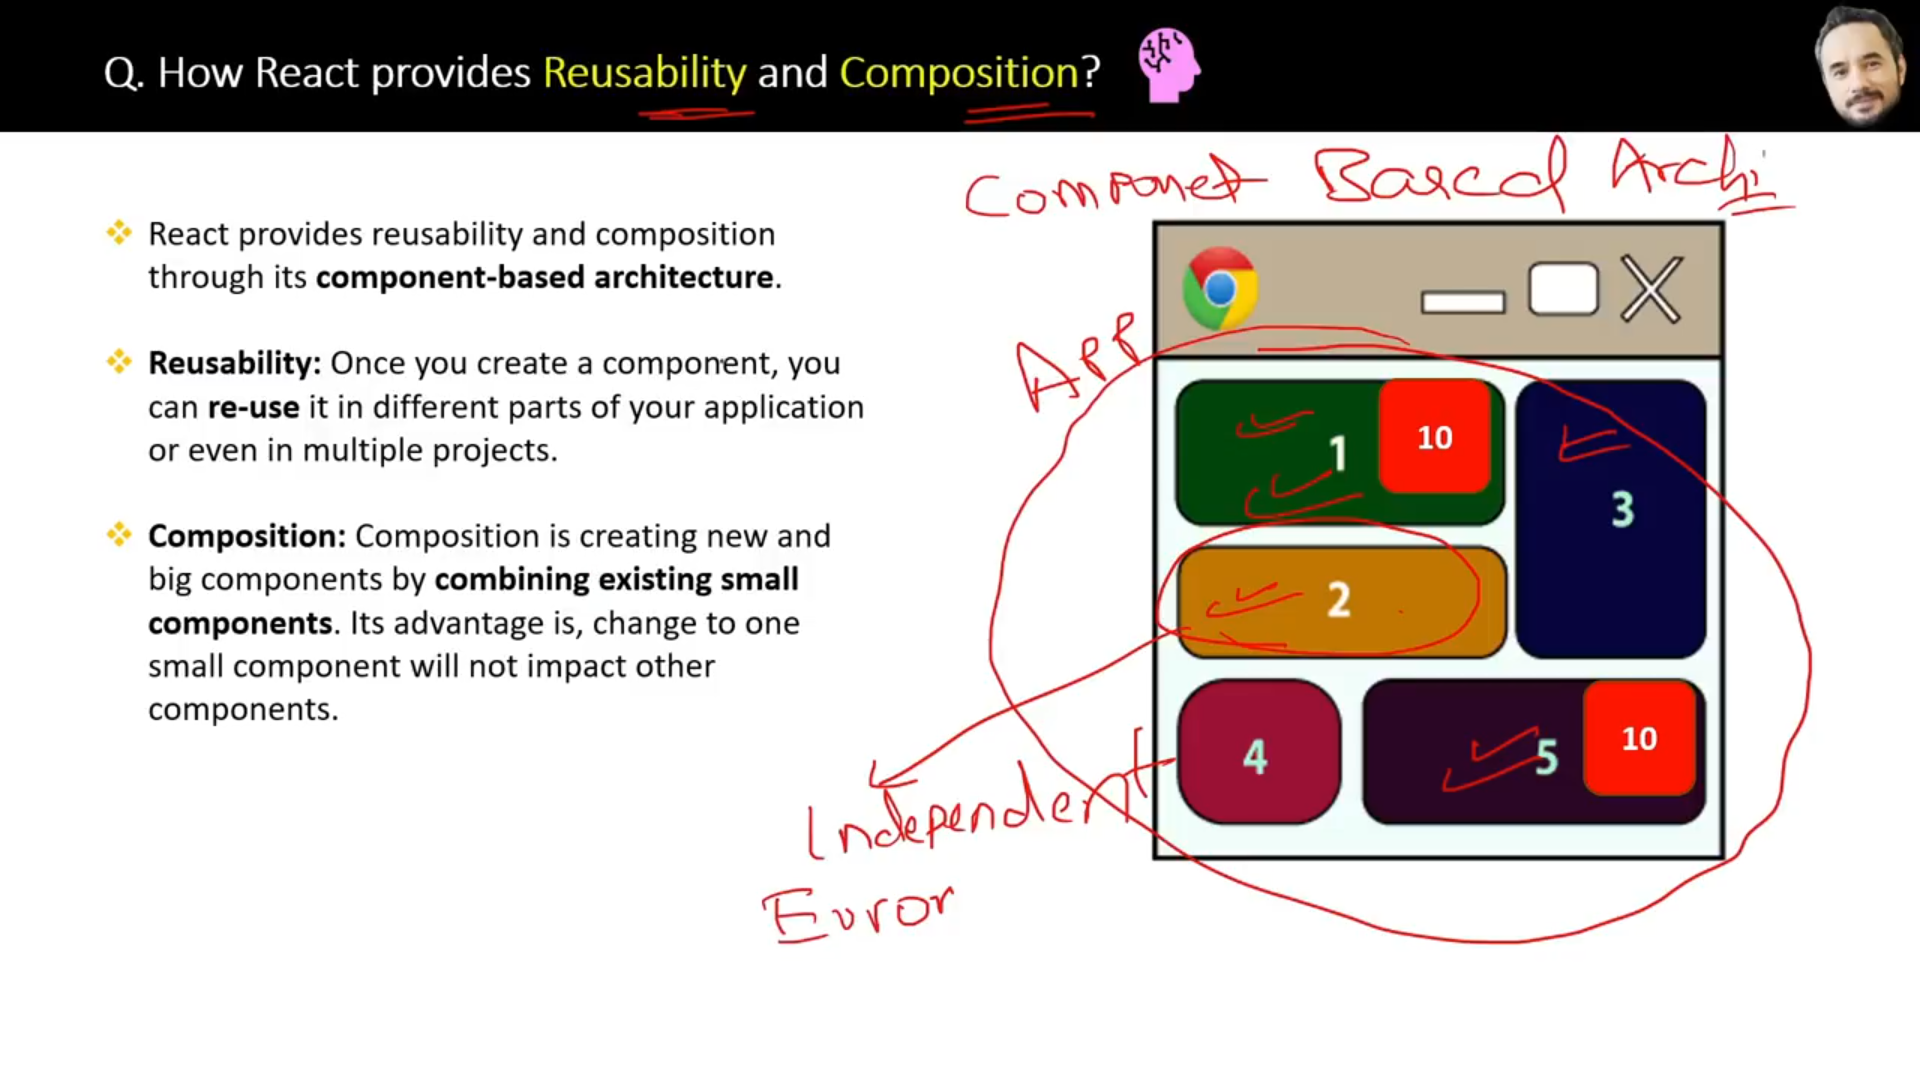 Q. How React provides Reusability and Composition?
Componet Based Archi
❖ React provides reusability and composition
through its component-based architecture.
App
❖ Reusability: Once you create a component, you
can re-use it in different parts of your application
or even in multiple projects.
❖ Composition: Composition is creating new and
big components by combining existing small
components. Its advantage is, change to one
small component will not impact other
components.
1
10
3
2
4
5
10
Independent
Error